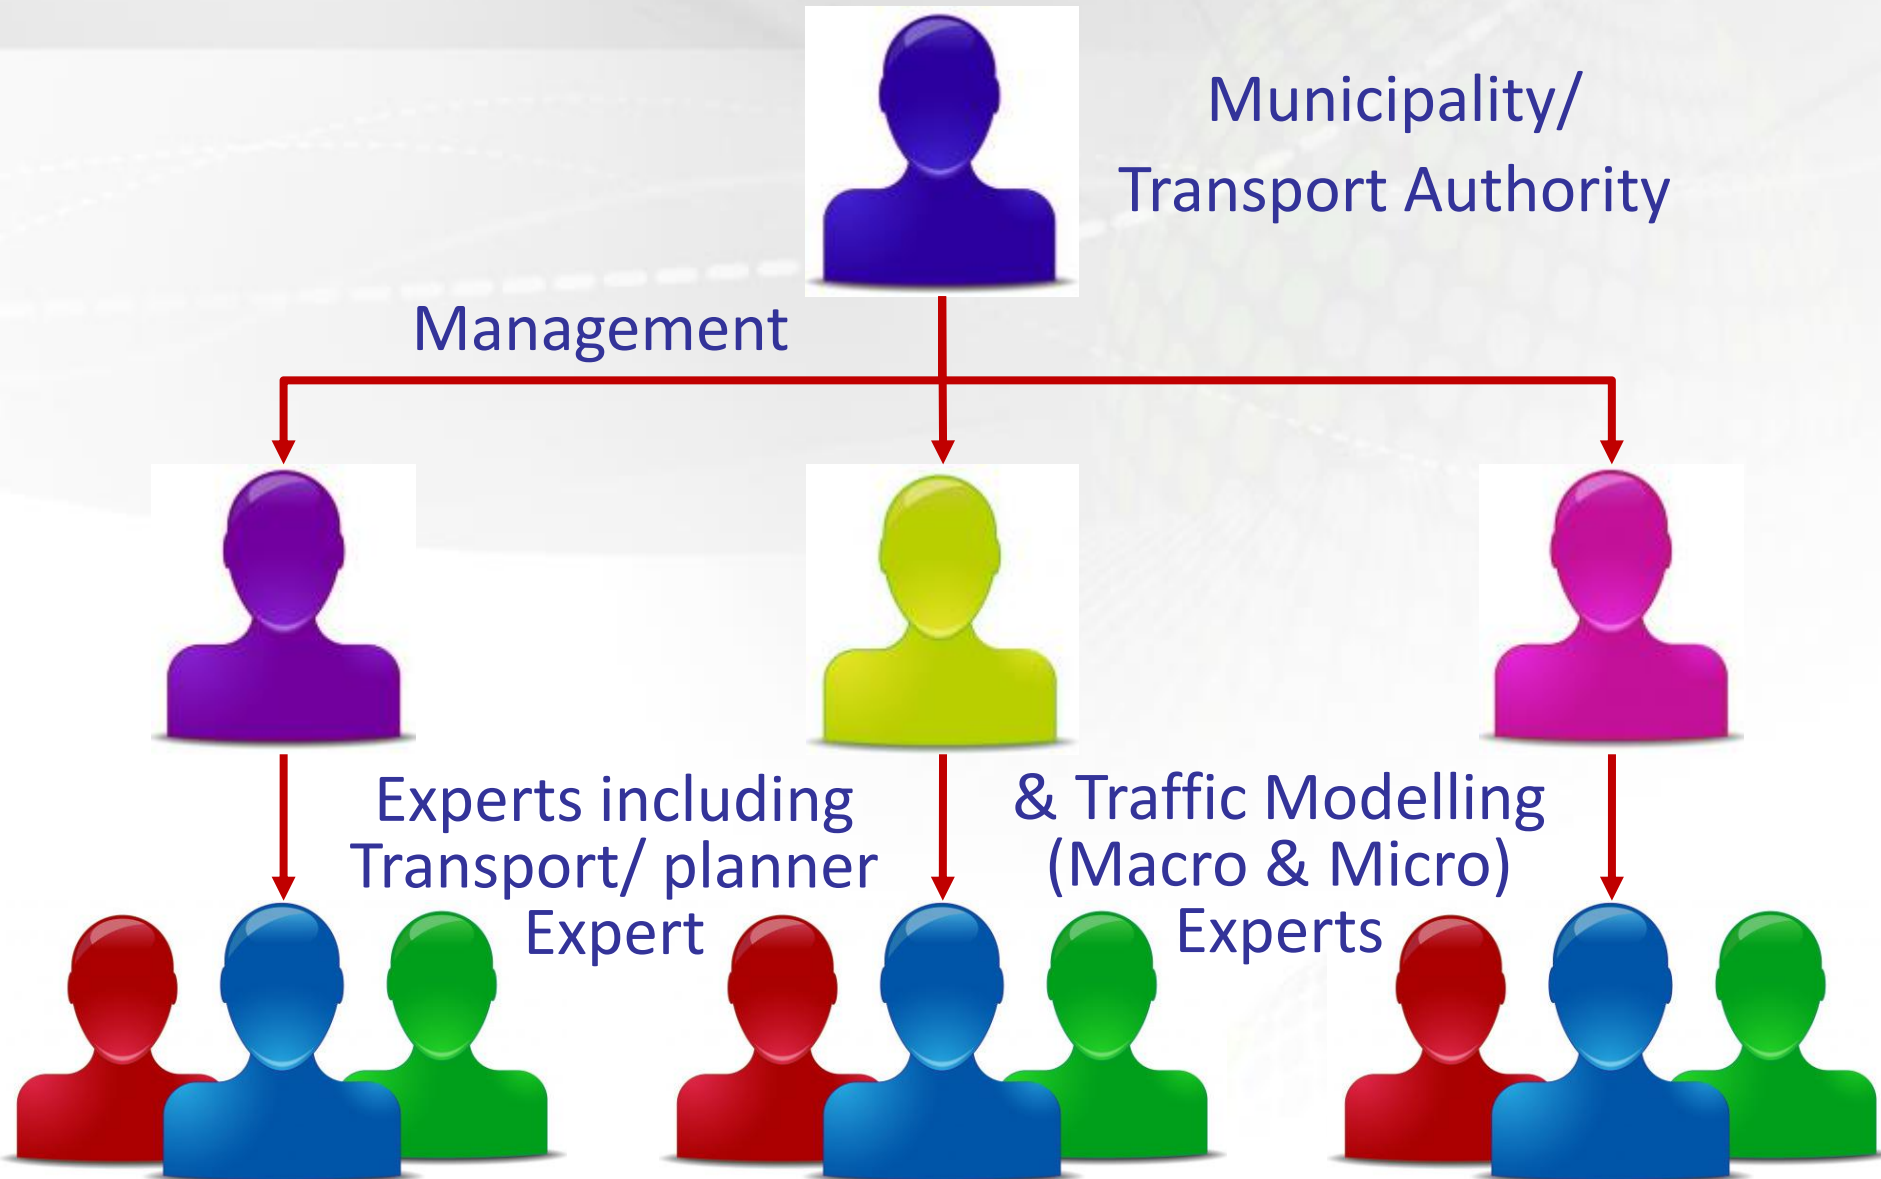 Municipality/
Transport Authority
Management
Experts including
Transport/ planner
Expert
& Traffic Modelling
(Macro & Micro)
Experts